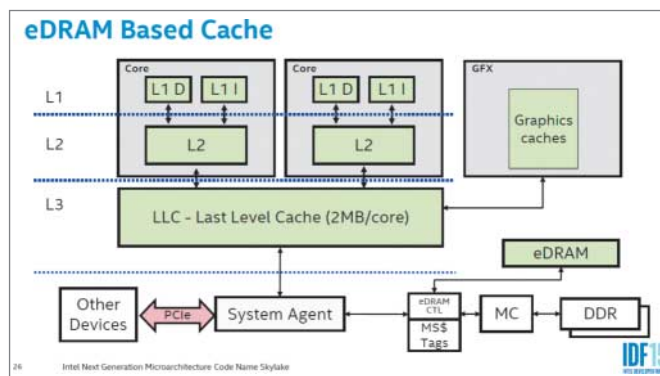 eDRAM Based Cache
Core
Core
GFX
L1 D
L1 I
L1 D
L1 I
L1
Graphics
caches
L2
L2
L2
L3
LLC - Last Level Cache (2MB/core)
eDRAM
Other
Devices
PCIe
System Agent
eDRAM
CTL
MS$
Tags
MC
DDR
26
Intel Next Generation Microarchitecture Code Name Skylake
IDF15